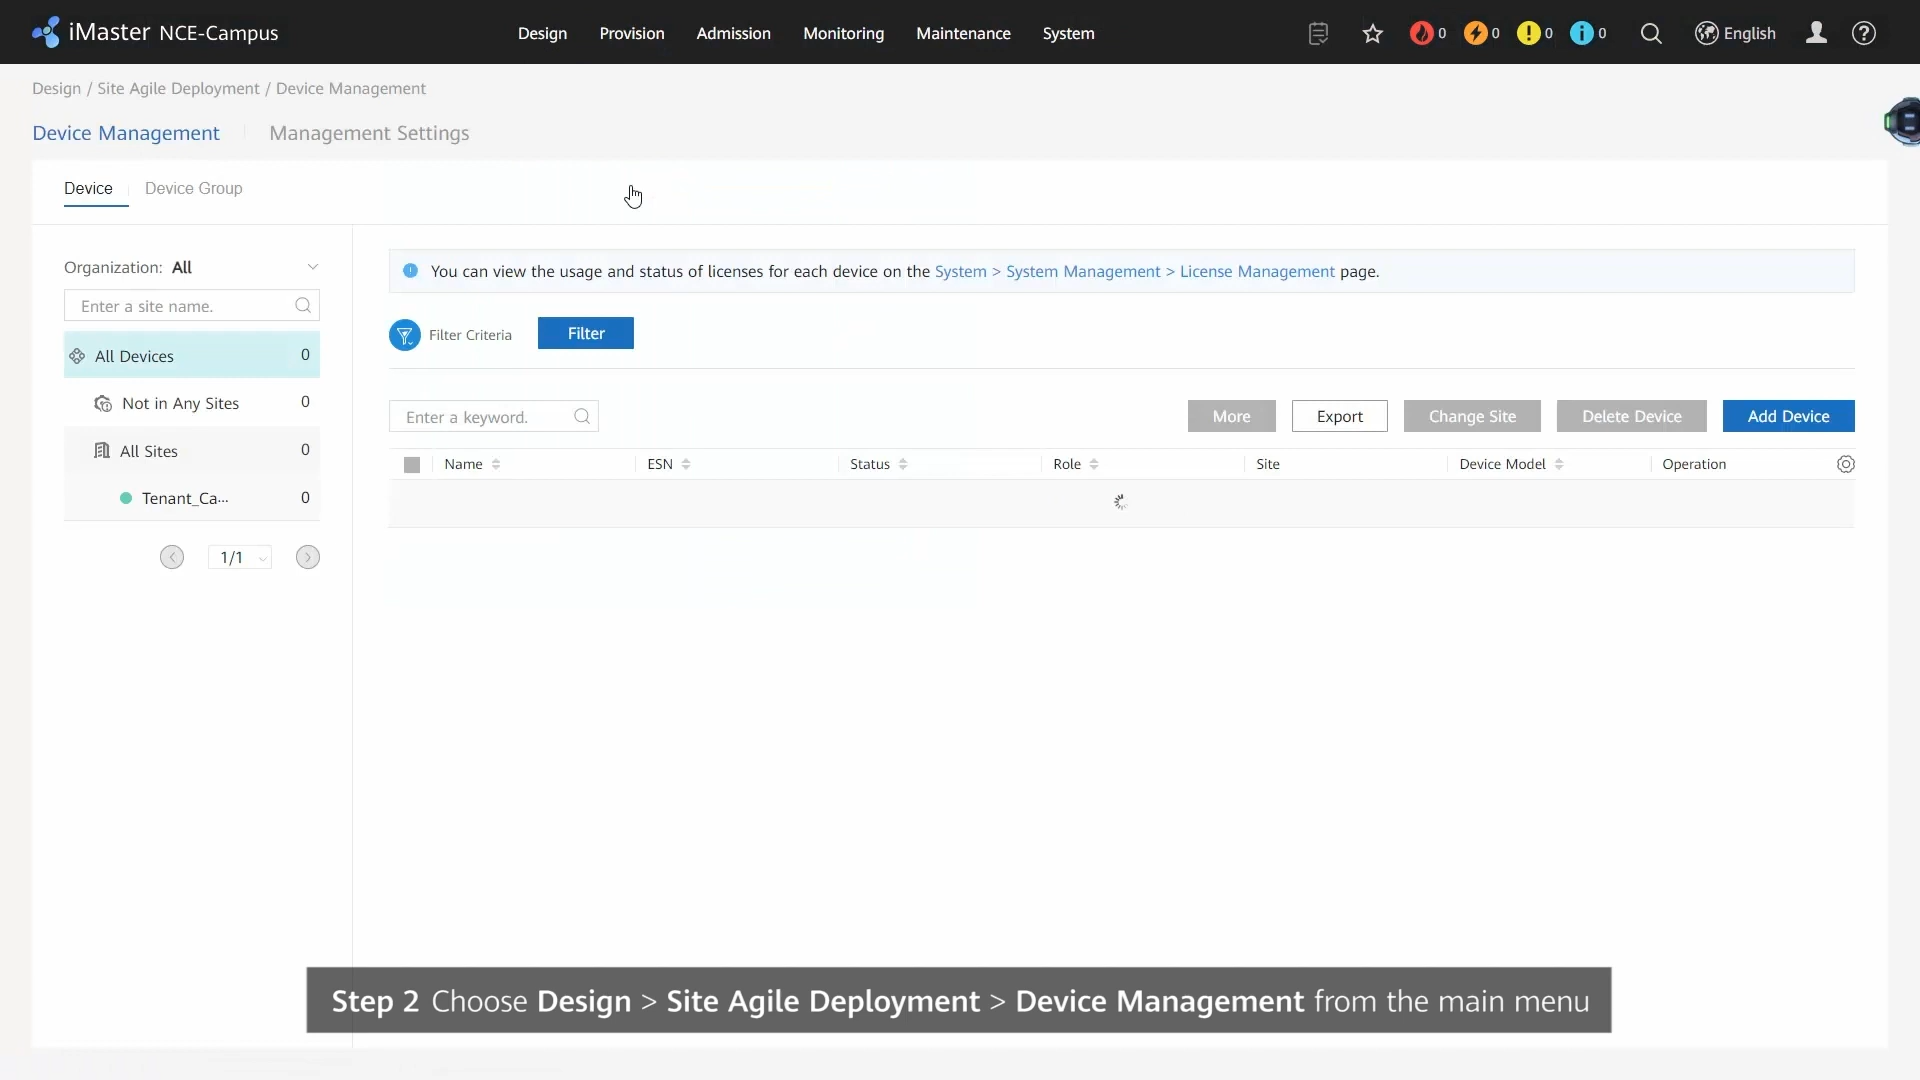 iMaster NCE-Campus
Design Provision Admission Monitoring Maintenance System
0 0 0 0 English
Design / Site Agile Deployment / Device Management
Device Management Management Settings
Device Device Group
Organization: All
Enter a site name.
All Devices 0
Not in Any Sites 0
All Sites 0
Tenant_Ca... 0
1/1
You can view the usage and status of licenses for each device on the System > System Management > License Management page.
Filter Criteria Filter
Enter a keyword. More Export Change Site Delete Device Add Device
Name ESN Status Role Site Device Model Operation
Step 2 Choose Design > Site Agile Deployment > Device Management from the main menu